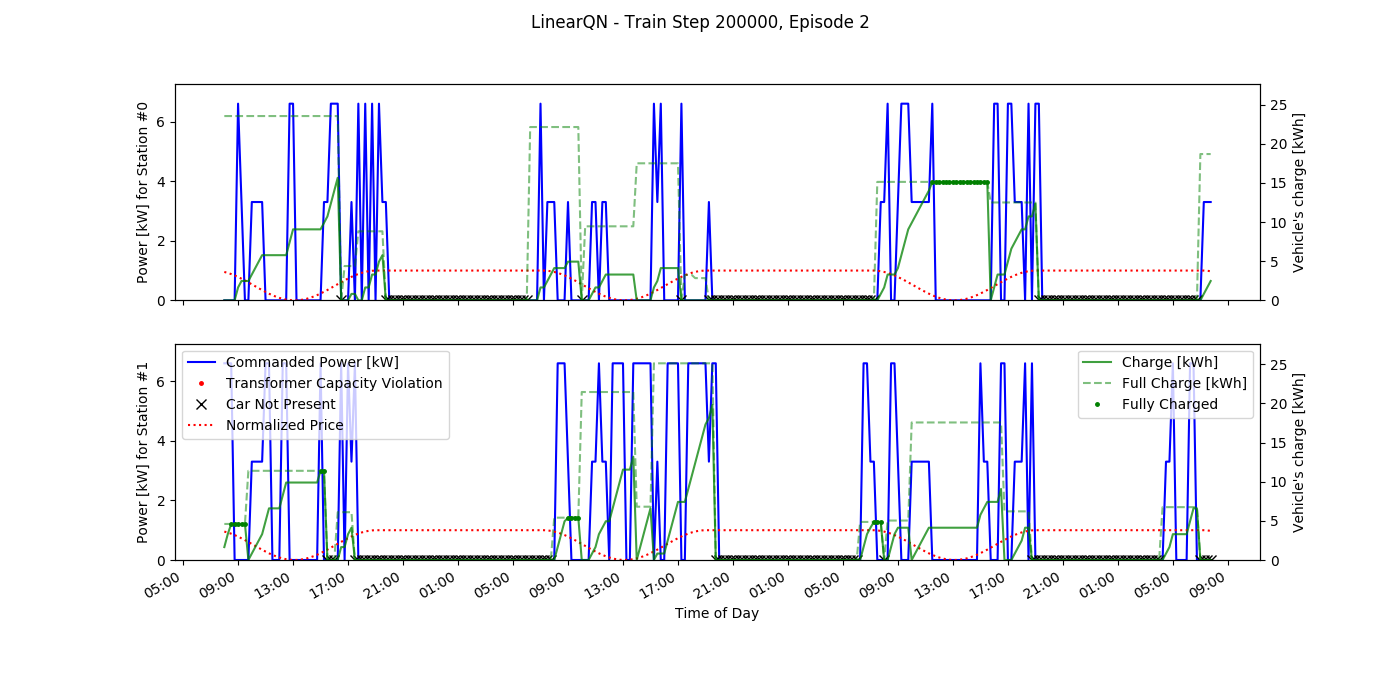 LinearQN - Train Step 200000, Episode 2
Power [kW] for Station #0
0
2
4
6
0
5
10
15
20
25
Vehicle's charge [kWh]
Power [kW] for Station #1
0
2
4
6
Commanded Power [kW]
Transformer Capacity Violation
Car Not Present
Normalized Price
Charge [kWh]
Full Charge [kWh]
Fully Charged
0
5
10
15
20
25
Vehicle's charge [kWh]
05:00 09:00 13:00 17:00 21:00 01:00 05:00 09:00 13:00 17:00 21:00 01:00 05:00 09:00 13:00 17:00 21:00 01:00 05:00 09:00
Time of Day